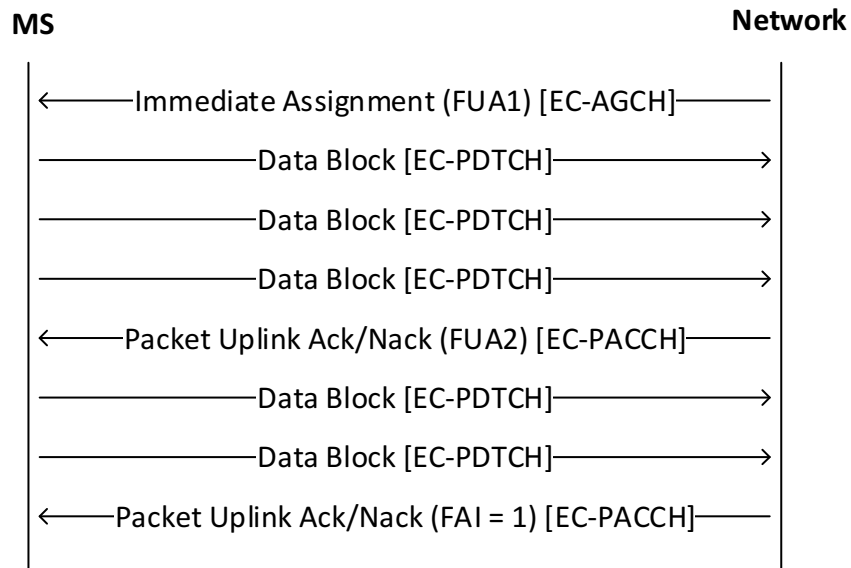 MS
Network
Immediate Assignment (FUA1) [EC-AGCH]
Data Block [EC-PDTCH]
Data Block [EC-PDTCH]
Data Block [EC-PDTCH]
Packet Uplink Ack/Nack (FUA2) [EC-PACCH]
Data Block [EC-PDTCH]
Data Block [EC-PDTCH]
Packet Uplink Ack/Nack (FAI = 1) [EC-PACCH]